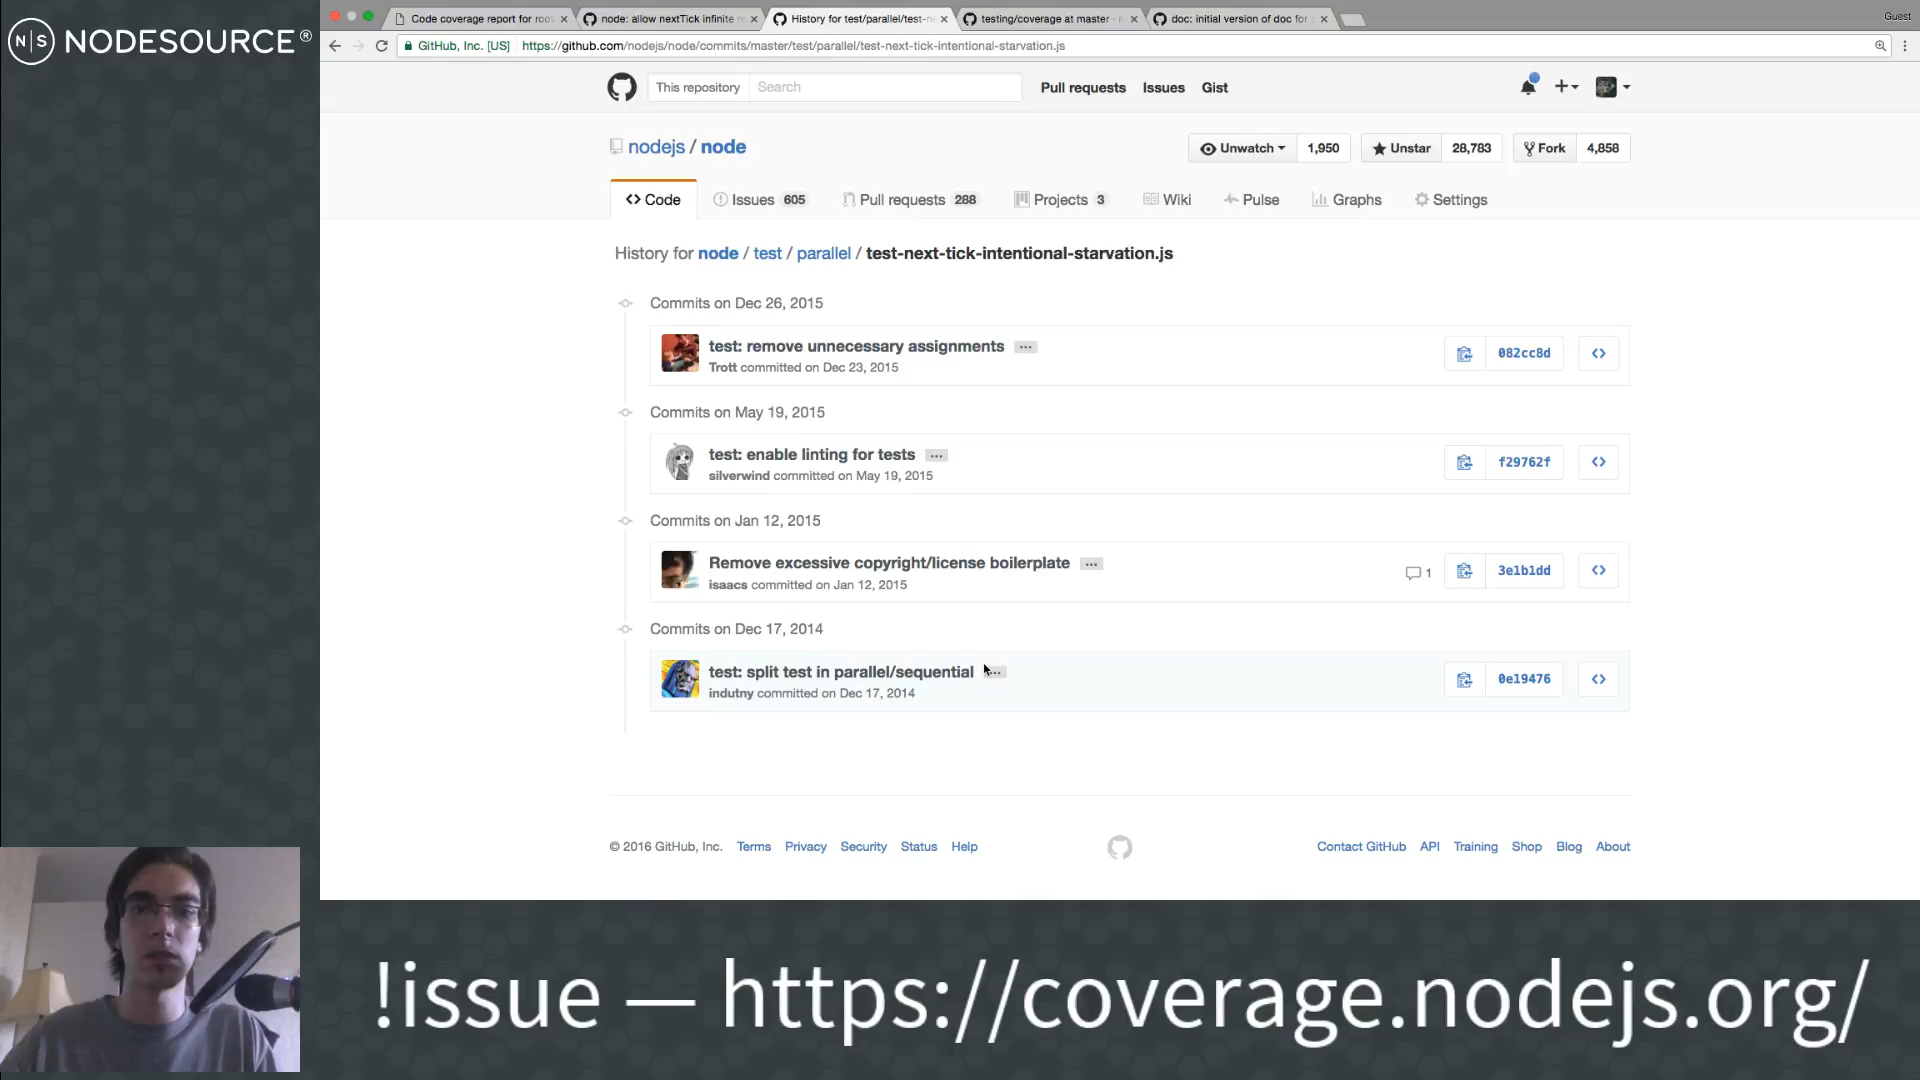 N|S NODESOURCE®
Code coverage report for root
node: allow nextTick infinite re
History for test/parallel/test-ne
testing/coverage at master · n
doc: initial version of doc for
Guest
GitHub, Inc. [US] https://github.com/nodejs/node/commits/master/test/parallel/test-next-tick-intentional-starvation.js
This repository Search Pull requests Issues Gist
nodejs / node Unwatch 1,950 Unstar 28,783 Fork 4,858
Code Issues 605 Pull requests 288 Projects 3 Wiki Pulse Graphs Settings
History for node / test / parallel / test-next-tick-intentional-starvation.js
Commits on Dec 26, 2015
test: remove unnecessary assignments …
Trott committed on Dec 23, 2015
082cc8d
Commits on May 19, 2015
test: enable linting for tests …
silverwind committed on May 19, 2015
f29762f
Commits on Jan 12, 2015
Remove excessive copyright/license boilerplate …
isaacs committed on Jan 12, 2015
1 3e1b1dd
Commits on Dec 17, 2014
test: split test in parallel/sequential …
indutny committed on Dec 17, 2014
0e19476
© 2016 GitHub, Inc. Terms Privacy Security Status Help Contact GitHub API Training Shop Blog About
!issue — https://coverage.nodejs.org/